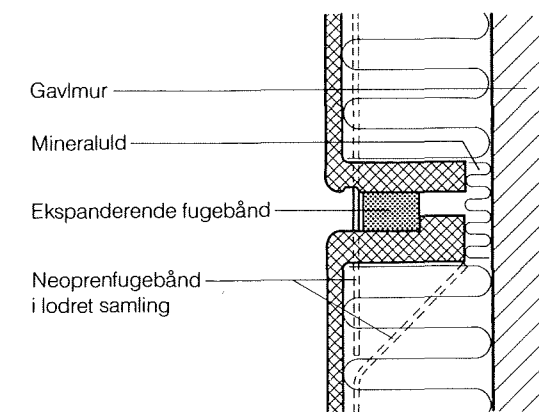 Gavlmur
Mineraluld
Ekspanderende fugebånd
Neoprenfugebånd
i lodret samling